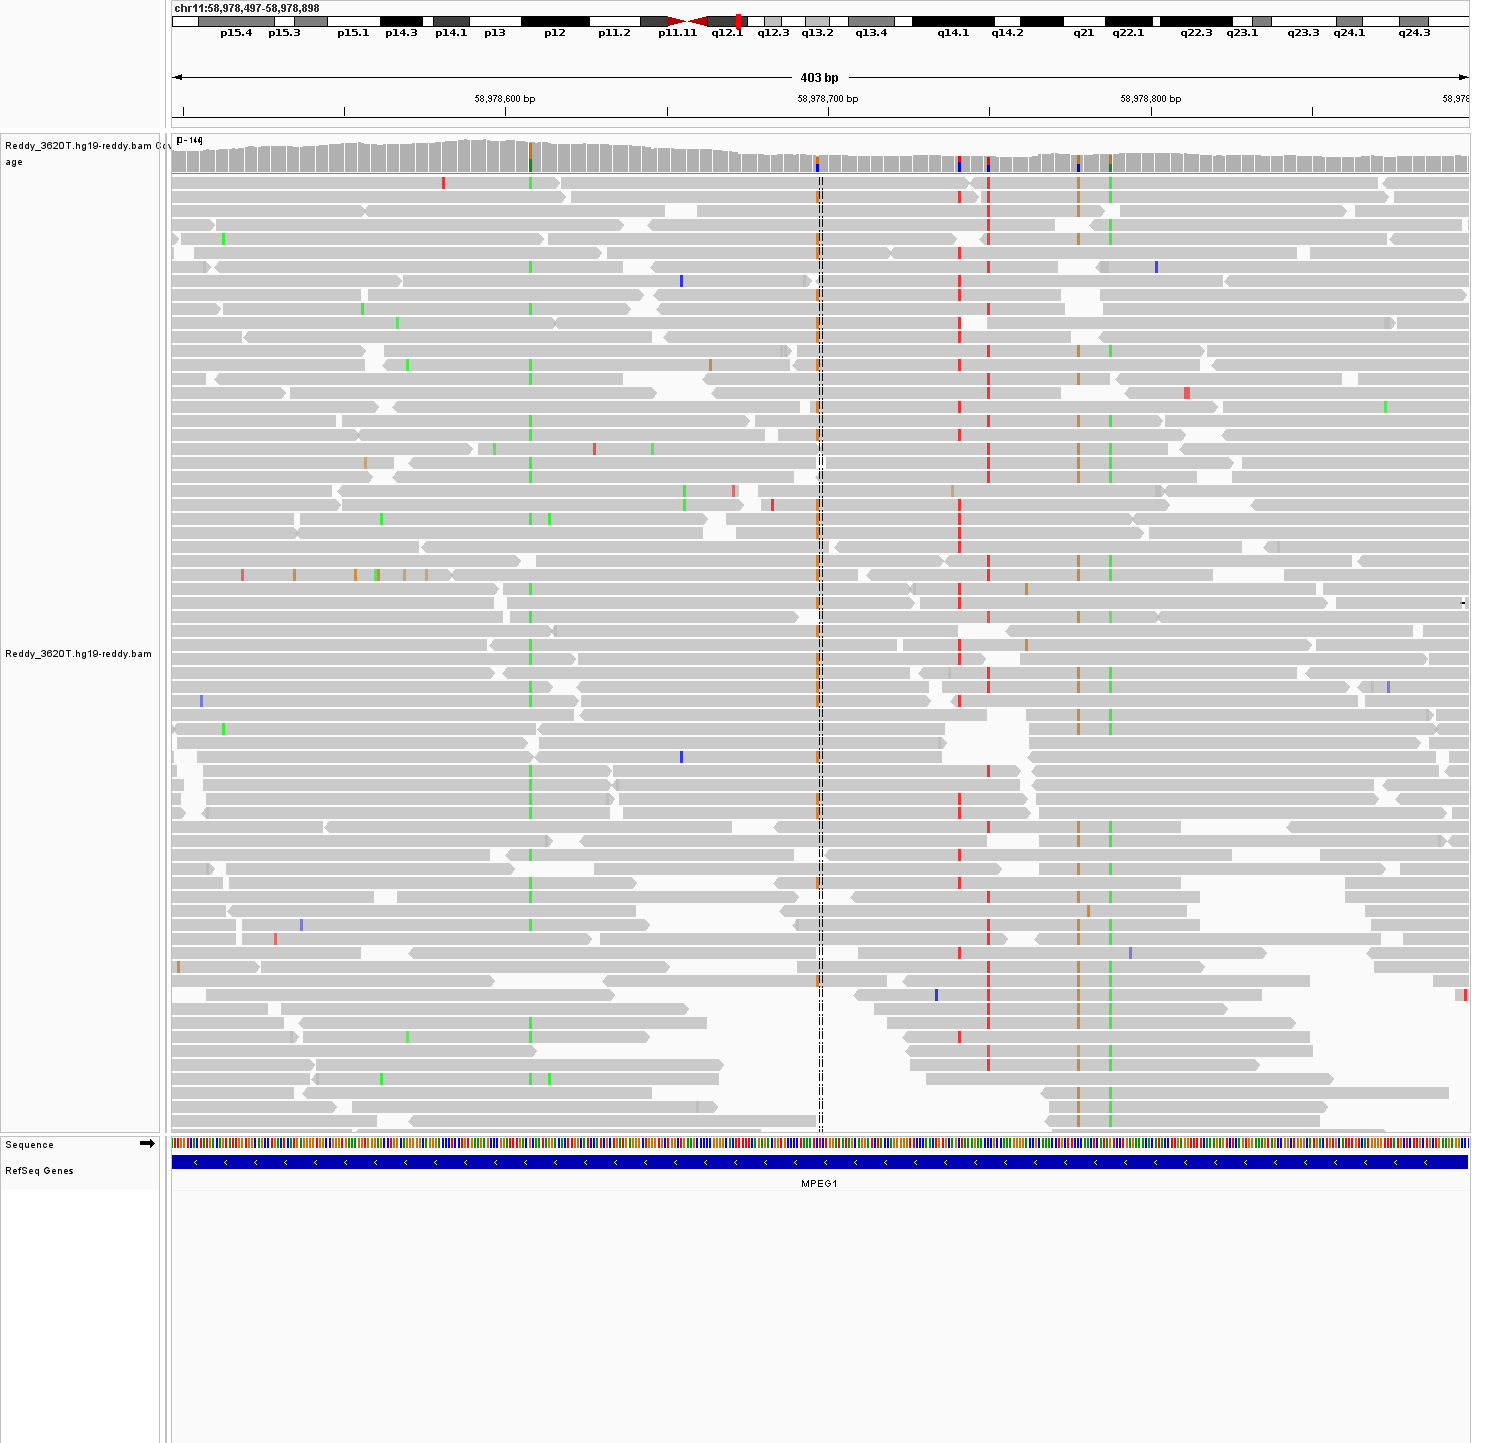 chr11:58,978,497-58,978,898
p15.4 p15.3 p15.1 p14.3 p14.1 p13 p12 p11.2 p11.11 q12.1 q12.3 q13.2 q13.4 q14.1 q14.2 q21 q22.1 q22.3 q23.1 q23.3 q24.1 q24.3
403 bp
58,978,600 bp 58,978,700 bp 58,978,800 bp 58,978
[0 - 144]
Reddy_3620T.hg19-reddy.bam Cov
age
Reddy_3620T.hg19-reddy.bam
Sequence
RefSeq Genes
MPEG1